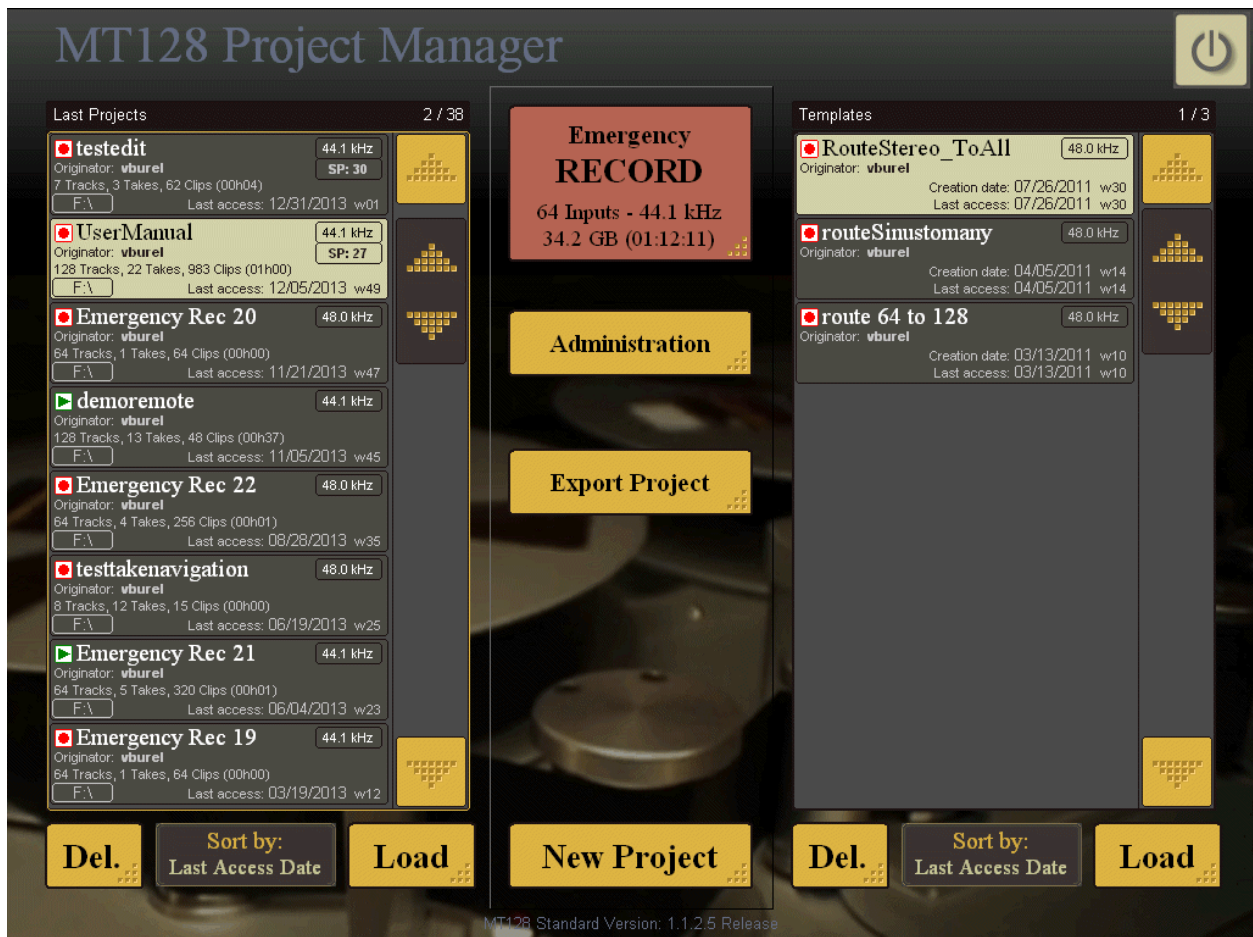 MT128 Project Manager
Last Projects 2 / 38
testedit 44.1 kHz
Originator: vburel SP: 30
7 Tracks, 3 Takes, 62 Clips (00h04)
F:\ Last access: 12/31/2013 w01
UserManual 44.1 kHz
Originator: vburel SP: 27
128 Tracks, 22 Takes, 983 Clips (01h00)
F:\ Last access: 12/05/2013 w49
Emergency Rec 20 48.0 kHz
Originator: vburel
64 Tracks, 1 Takes, 64 Clips (00h00)
F:\ Last access: 11/21/2013 w47
demoremote 44.1 kHz
Originator: vburel
128 Tracks, 13 Takes, 48 Clips (00h37)
F:\ Last access: 11/05/2013 w45
Emergency Rec 22 48.0 kHz
Originator: vburel
64 Tracks, 4 Takes, 256 Clips (00h01)
F:\ Last access: 08/28/2013 w35
testtakenavigation 48.0 kHz
Originator: vburel
8 Tracks, 12 Takes, 15 Clips (00h00)
F:\ Last access: 06/19/2013 w25
Emergency Rec 21 44.1 kHz
Originator: vburel
64 Tracks, 5 Takes, 320 Clips (00h01)
F:\ Last access: 06/04/2013 w23
Emergency Rec 19 44.1 kHz
Originator: vburel
64 Tracks, 1 Takes, 64 Clips (00h00)
F:\ Last access: 03/19/2013 w12
Del.
Sort by:
Last Access Date
Load
Emergency
RECORD
64 Inputs - 44.1 kHz
34.2 GB (01:12:11)
Administration
Export Project
New Project
Templates 1 / 3
RouteStereo_ToAll 48.0 kHz
Originator: vburel
Creation date: 07/26/2011 w30
Last access: 07/26/2011 w30
routeSinustomany 48.0 kHz
Originator: vburel
Creation date: 04/05/2011 w14
Last access: 04/05/2011 w14
route 64 to 128 48.0 kHz
Originator: vburel
Creation date: 03/13/2011 w10
Last access: 03/13/2011 w10
Del.
Sort by:
Last Access Date
Load
MT128 Standard Version: 1.1.2.5 Release